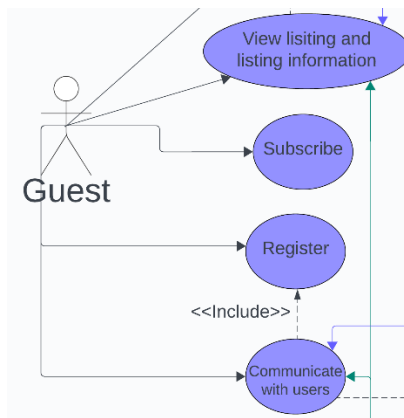 View lisiting and
listing information
Subscribe
Guest
Register
<<Include>>
Communicate
with users